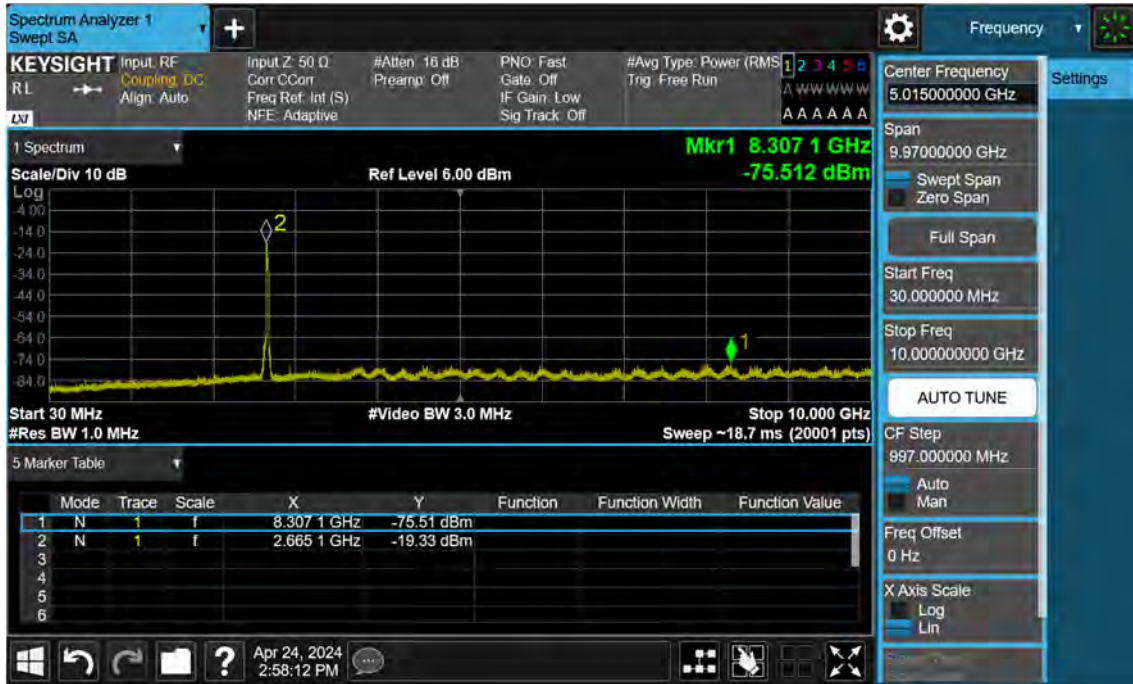 Spectrum Analyzer 1
Swept SA
Frequency
KEYSIGHT
RL
LXI
Input: RF
Coupling: DC
Align: Auto
Input Z: 50 Ω
Corr CCorr
Freq Ref: Int (S)
NFE: Adaptive
#Atten: 16 dB
Preamp: Off
PNO: Fast
Gate: Off
IF Gain: Low
Sig Track: Off
#Avg Type: Power (RMS
Trig: Free Run
1 2 3 4 5 6
A W W W W W
A A A A A A
Center Frequency
5.015000000 GHz
Settings
1 Spectrum
Scale/Div 10 dB
Ref Level 6.00 dBm
Mkr1 8.307 1 GHz
-75.512 dBm
Log
-4.00
-14.0
-24.0
-34.0
-44.0
-54.0
-64.0
-74.0
-84.0
2
1
Start 30 MHz
#Video BW 3.0 MHz
Stop 10.000 GHz
#Res BW 1.0 MHz
Sweep ~18.7 ms (20001 pts)
Span
9.97000000 GHz
Swept Span
Zero Span
Full Span
Start Freq
30.000000 MHz
Stop Freq
10.000000000 GHz
AUTO TUNE
CF Step
997.000000 MHz
Auto
Man
Freq Offset
0 Hz
X Axis Scale
Log
Lin
5 Marker Table
Mode Trace Scale X Y Function Function Width Function Value
1 N 1 f 8.307 1 GHz -75.51 dBm
2 N 1 f 2.665 1 GHz -19.33 dBm
3
4
5
6
Apr 24, 2024
2:58:12 PM